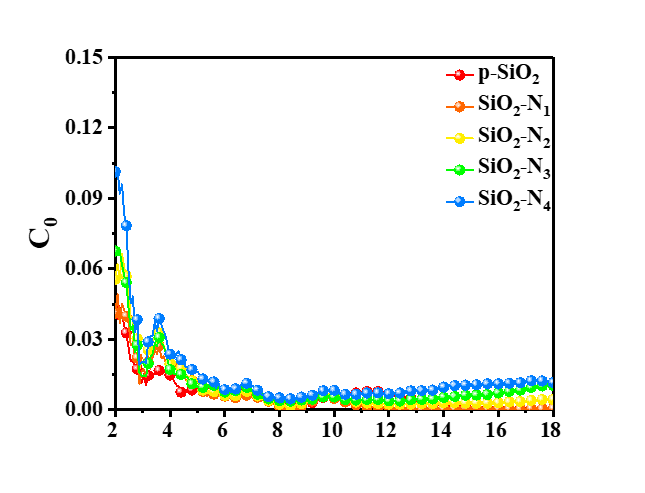 0.15
0.12
0.09
0.06
0.03
0.00
C₀
p-SiO₂
SiO₂-N₁
SiO₂-N₂
SiO₂-N₃
SiO₂-N₄
2 4 6 8 10 12 14 16 18